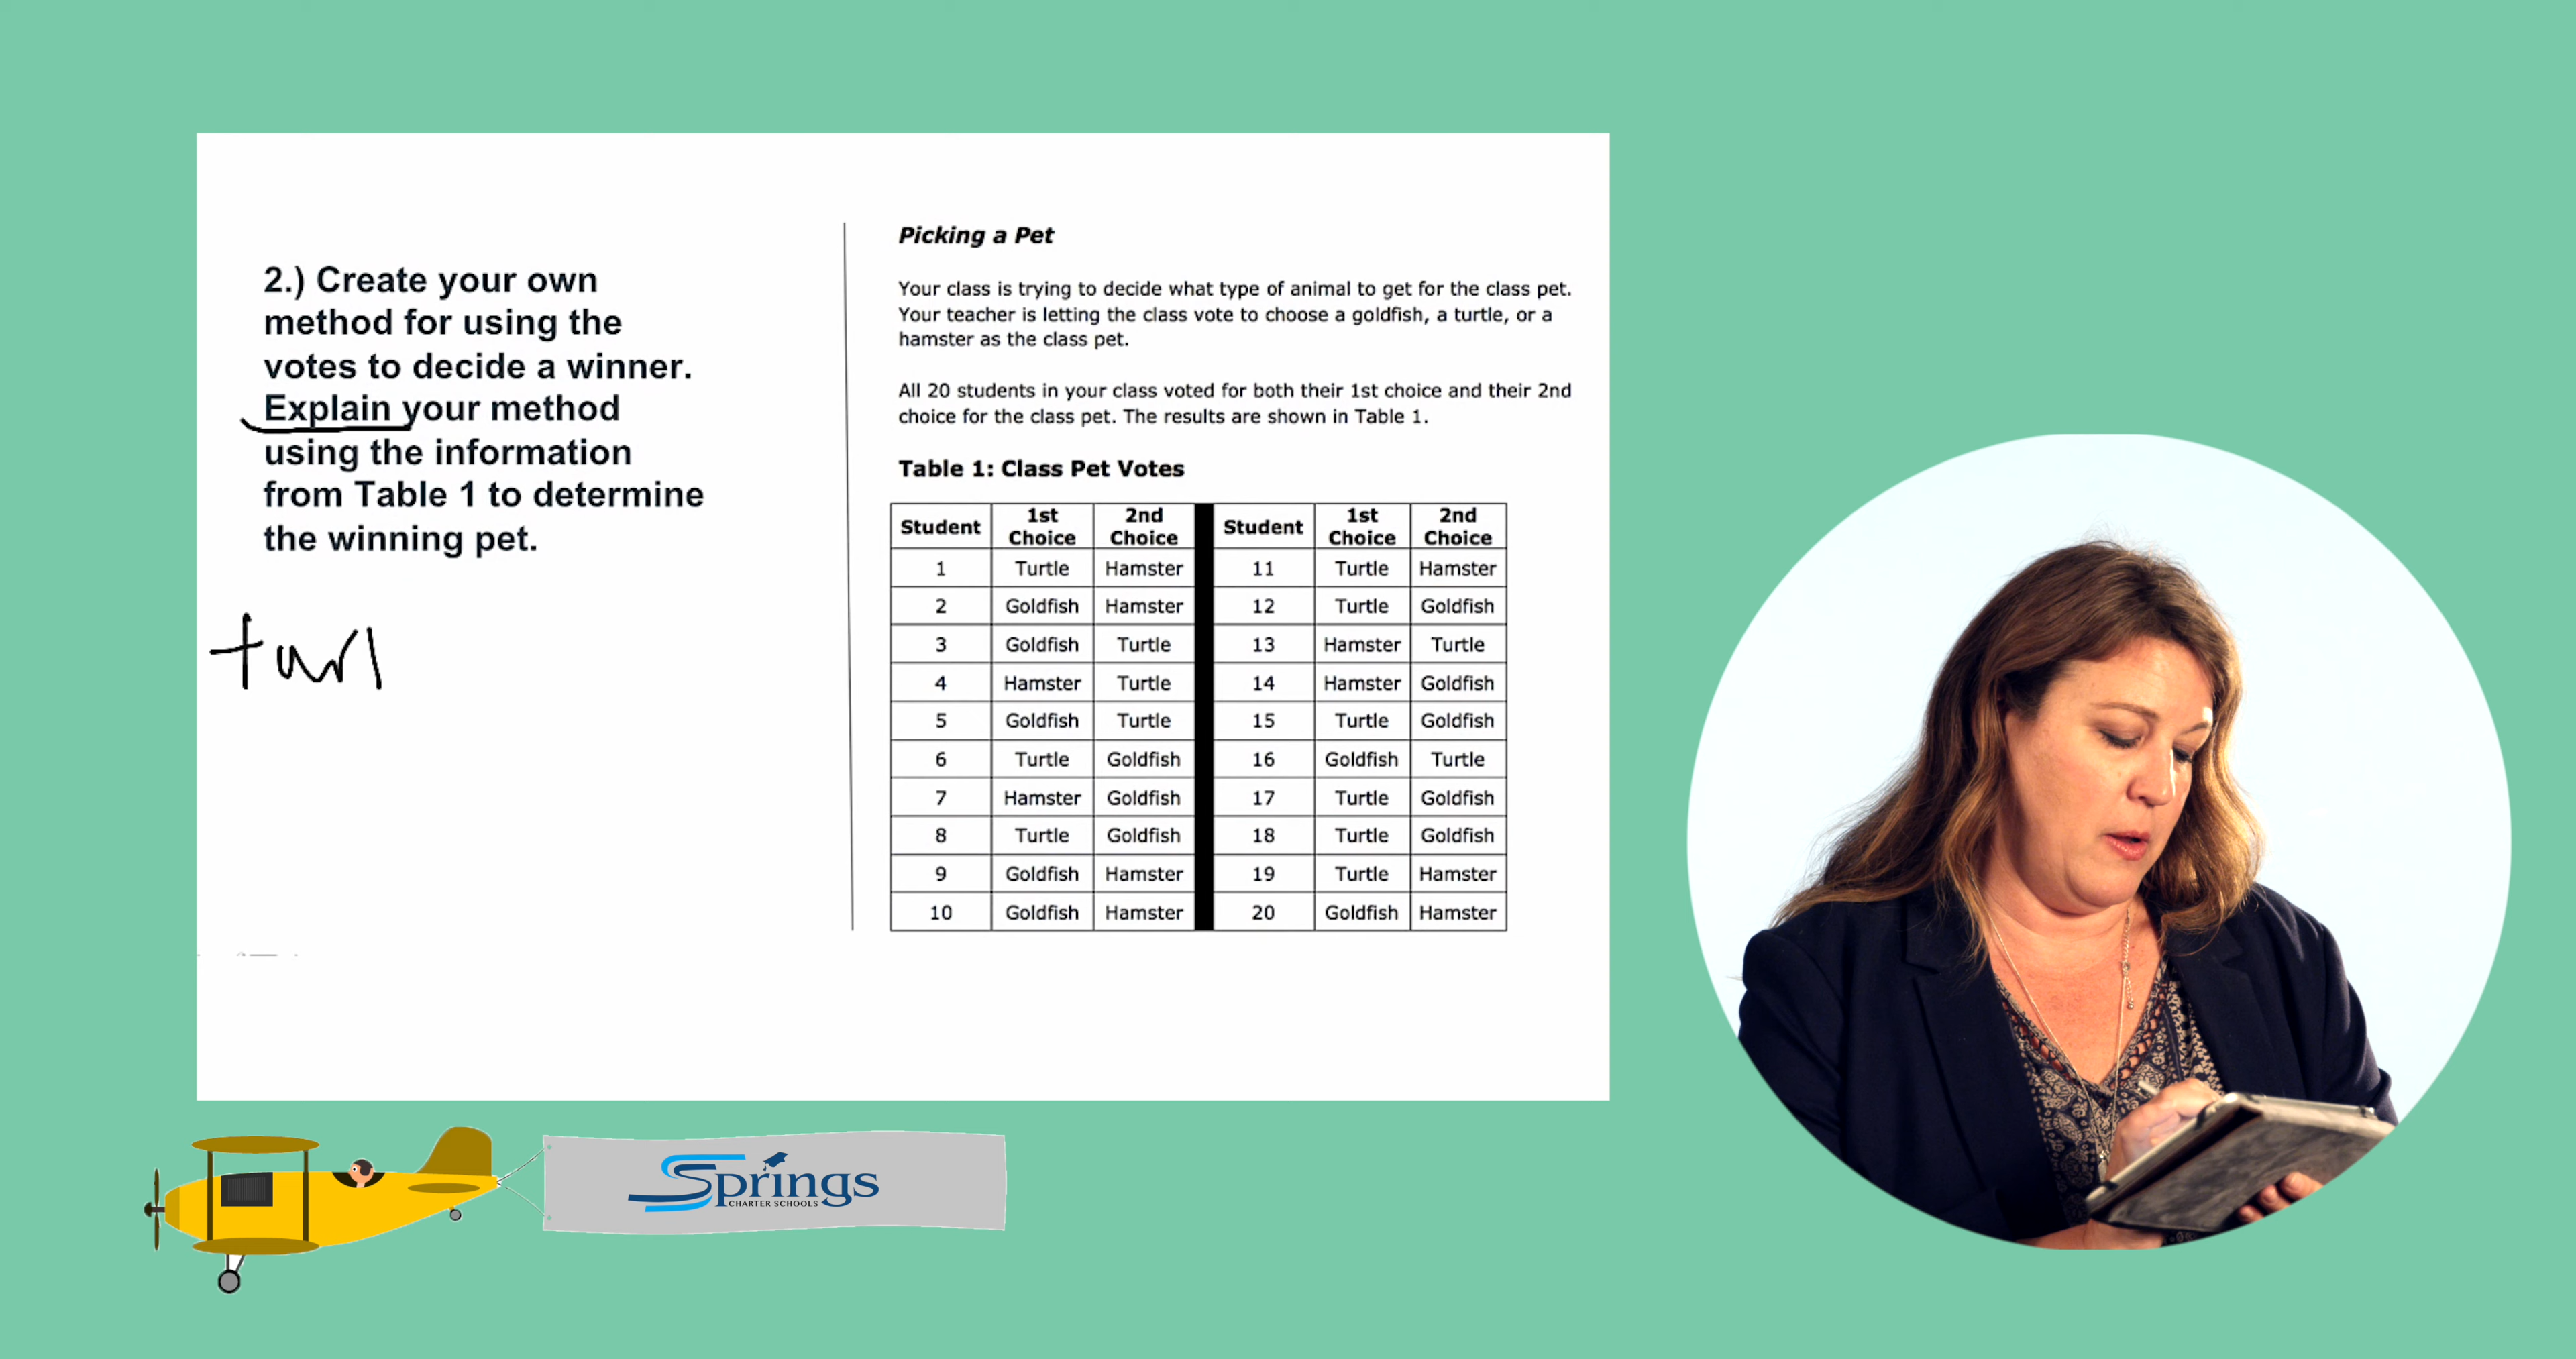 2.) Create your own
method for using the
votes to decide a winner.
Explain your method
using the information
from Table 1 to determine
the winning pet.
turl
Picking a Pet
Your class is trying to decide what type of animal to get for the class pet.
Your teacher is letting the class vote to choose a goldfish, a turtle, or a
hamster as the class pet.
All 20 students in your class voted for both their 1st choice and their 2nd
choice for the class pet. The results are shown in Table 1.
Table 1: Class Pet Votes
Student 1st Choice 2nd Choice Student 1st Choice 2nd Choice
1 Turtle Hamster 11 Turtle Hamster
2 Goldfish Hamster 12 Turtle Goldfish
3 Goldfish Turtle 13 Hamster Turtle
4 Hamster Turtle 14 Hamster Goldfish
5 Goldfish Turtle 15 Turtle Goldfish
6 Turtle Goldfish 16 Goldfish Turtle
7 Hamster Goldfish 17 Turtle Goldfish
8 Turtle Goldfish 18 Turtle Goldfish
9 Goldfish Hamster 19 Turtle Hamster
10 Goldfish Hamster 20 Goldfish Hamster
Springs
CHARTER SCHOOLS